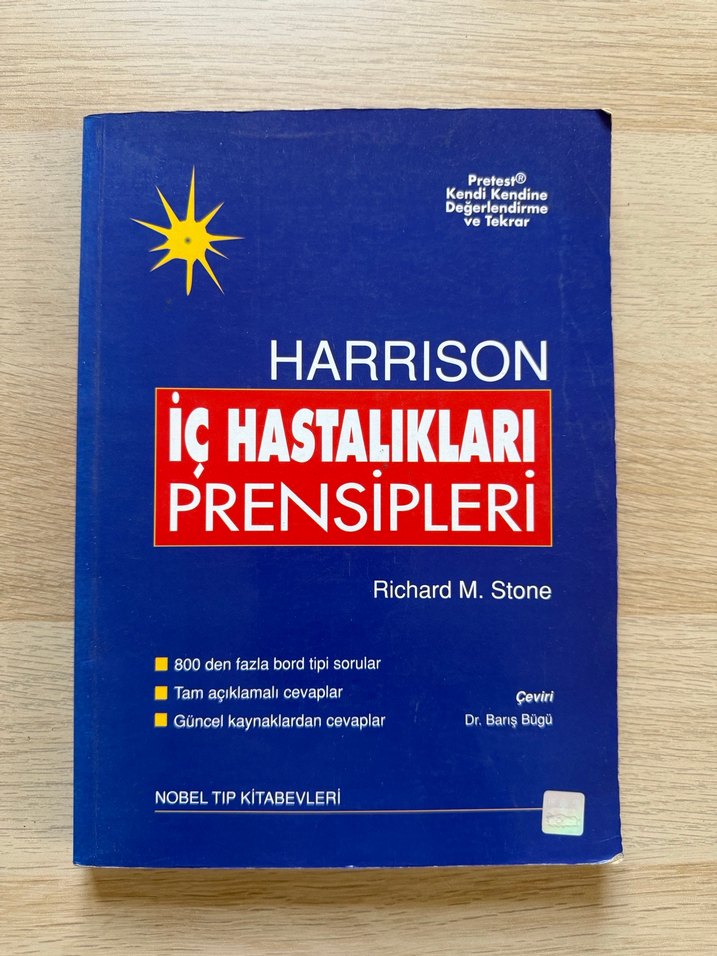 Pretest®
Kendi Kendine
Değerlendirme
ve Tekrar
HARRISON
İÇ HASTALIKLARI
PRENSİPLERİ
Richard M. Stone
800 den fazla bord tipi sorular
Tam açıklamalı cevaplar
Güncel kaynaklardan cevaplar
Çeviri
Dr. Barış Bügü
NOBEL TIP KİTABEVLERİ